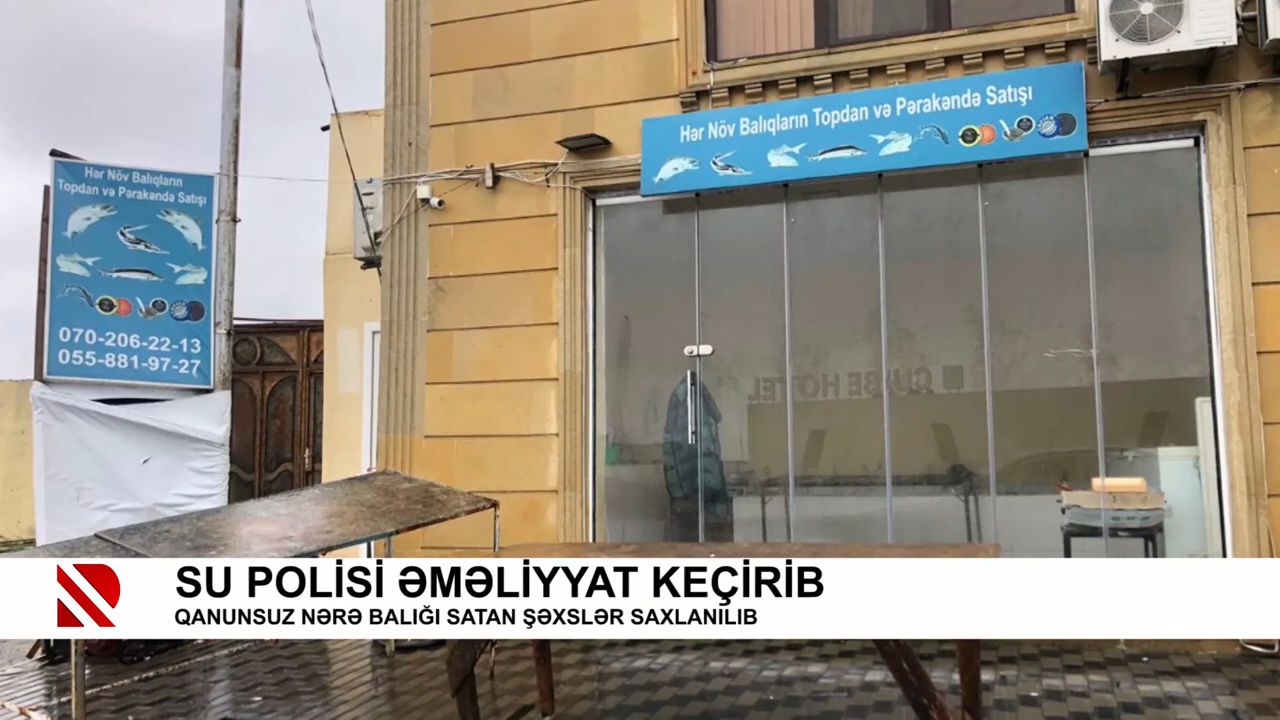 Hər Növ Balıqların Topdan və Pərakəndə Satışı
Hər Növ Balıqların
Topdan və Pərakəndə Satışı
070-206-22-13
055-881-97-27
HOTEL
SU POLİSİ ƏMƏLİYYAT KEÇİRİB
QANUNSUZ NƏRƏ BALIĞI SATAN ŞƏXSLƏR SAXLANILIB